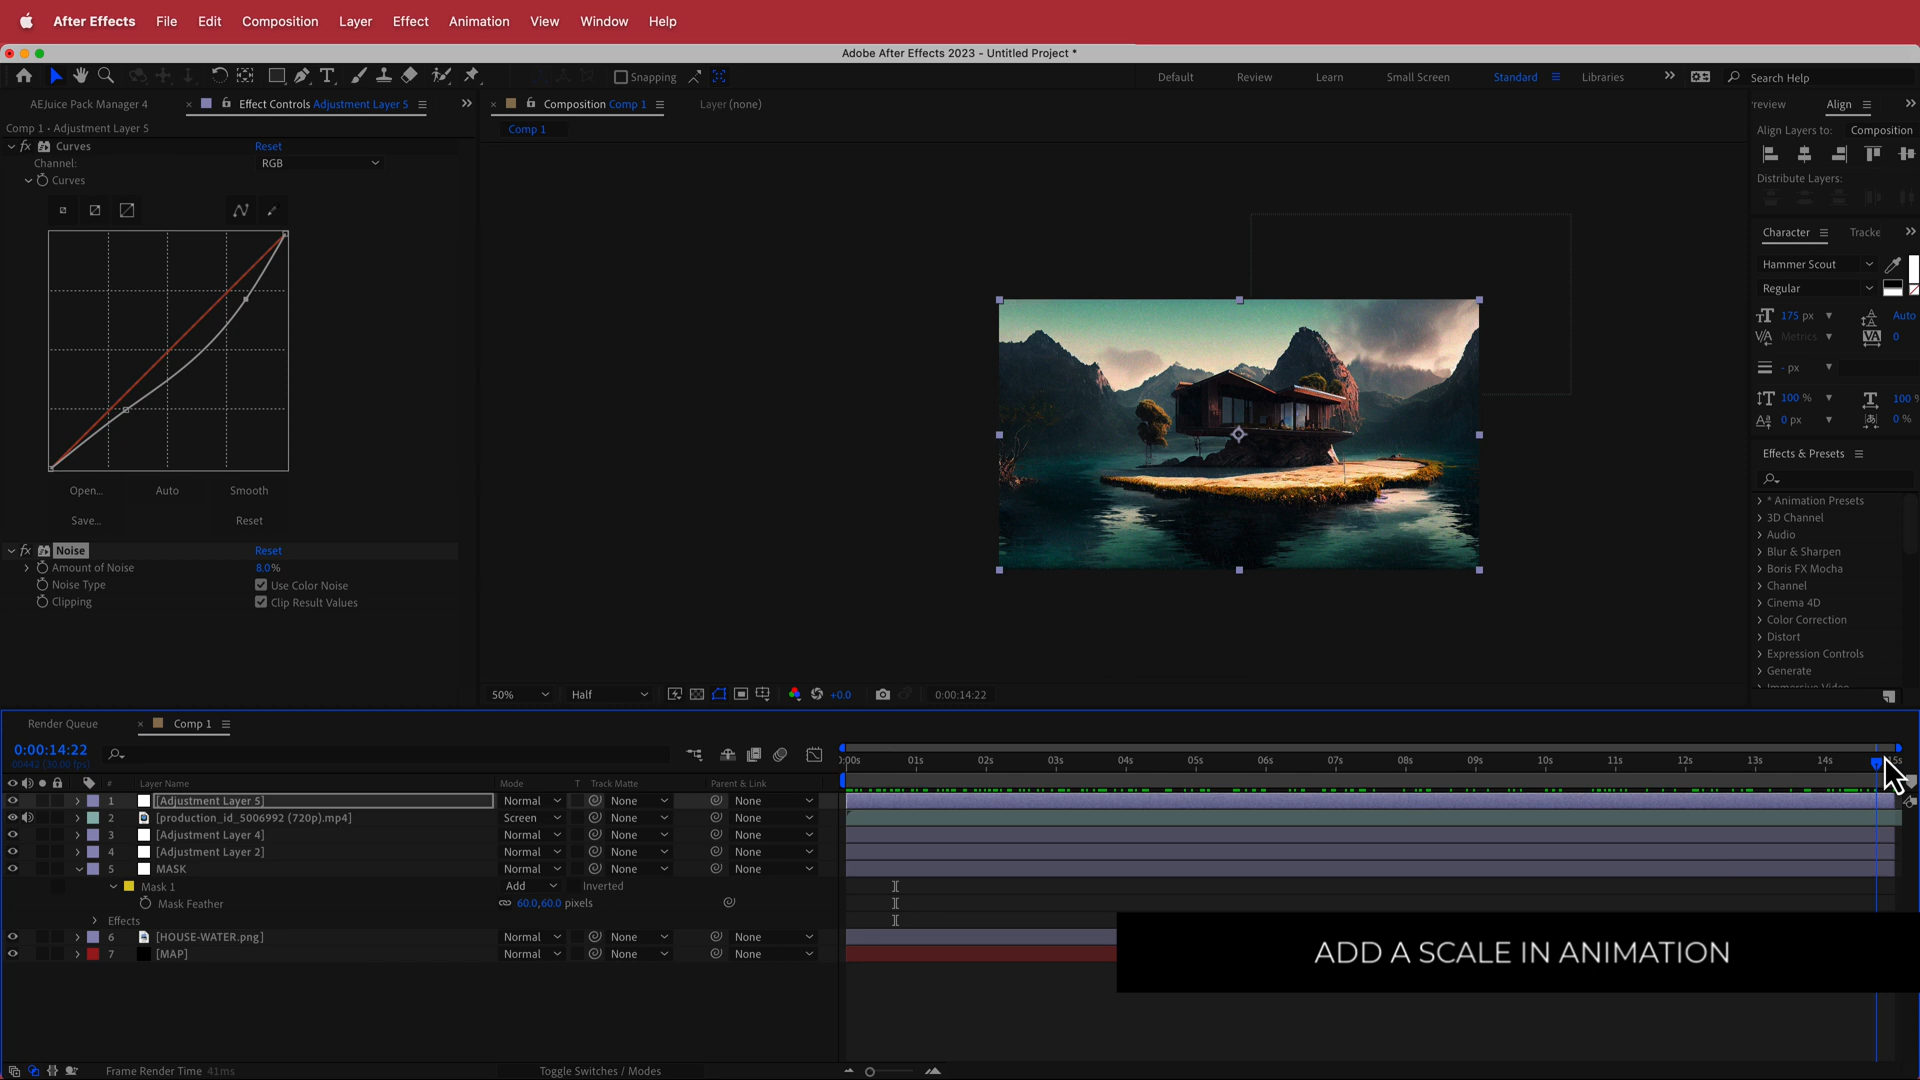 After Effects File Edit Composition Layer Effect Animation View Window Help
Adobe After Effects 2023 - Untitled Project *
Snapping Default Review Learn Small Screen Standard Libraries Search Help
AEJuice Pack Manager 4 Effect Controls Adjustment Layer 5
Comp 1 • Adjustment Layer 5
fx Curves Reset
Channel: RGB
Curves
Open... Auto Smooth
Save... Reset
fx Noise Reset
Amount of Noise 8.0%
Noise Type Use Color Noise
Clipping Clip Result Values
Composition Comp 1 Layer (none)
Comp 1
50% Half +0.0 0:00:14:22
review Align
Align Layers to: Composition
Distribute Layers:
Character Tracke
Hammer Scout
Regular
175 px Auto
Metrics 0
- px
100 % 100 %
0 px 0 %
Effects & Presets
* Animation Presets
3D Channel
Audio
Blur & Sharpen
Boris FX Mocha
Channel
Cinema 4D
Color Correction
Distort
Expression Controls
Generate
Immersive Video
Render Queue Comp 1
0:00:14:22
00442 (30.00 fps)
:00s 01s 02s 03s 04s 05s 06s 07s 08s 09s 10s 11s 12s 13s 14s 15s
# Layer Name Mode T Track Matte Parent & Link
1 [Adjustment Layer 5] Normal None None
2 [production_id_5006992 (720p).mp4] Screen None None
3 [Adjustment Layer 4] Normal None None
4 [Adjustment Layer 2] Normal None None
5 MASK Normal None None
Mask 1 Add Inverted
Mask Feather 60.0,60.0 pixels
Effects
6 [HOUSE-WATER.png] Normal None None
7 [MAP] Normal None None
ADD A SCALE IN ANIMATION
Frame Render Time 41ms Toggle Switches / Modes